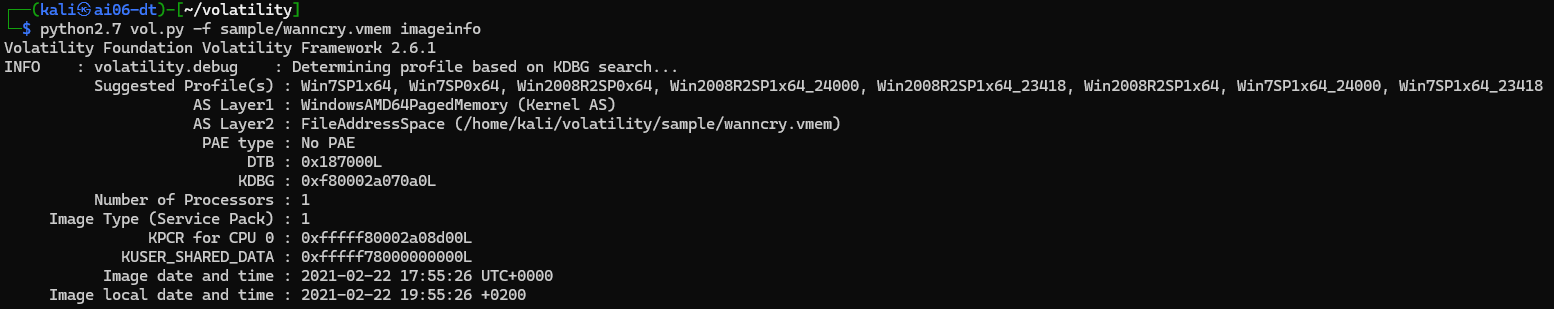 ┌──(kali㉿ai06-dt)-[~/volatility]
└─$ python2.7 vol.py -f sample/wanncry.vmem imageinfo
Volatility Foundation Volatility Framework 2.6.1
INFO    : volatility.debug    : Determining profile based on KDBG search...
          Suggested Profile(s) : Win7SP1x64, Win7SP0x64, Win2008R2SP0x64, Win2008R2SP1x64_24000, Win2008R2SP1x64_23418, Win2008R2SP1x64, Win7SP1x64_24000, Win7SP1x64_23418
                     AS Layer1 : WindowsAMD64PagedMemory (Kernel AS)
                     AS Layer2 : FileAddressSpace (/home/kali/volatility/sample/wanncry.vmem)
                      PAE type : No PAE
                           DTB : 0x187000L
                          KDBG : 0xf80002a070a0L
          Number of Processors : 1
     Image Type (Service Pack) : 1
                KPCR for CPU 0 : 0xfffff80002a08d00L
             KUSER_SHARED_DATA : 0xfffff78000000000L
           Image date and time : 2021-02-22 17:55:26 UTC+0000
     Image local date and time : 2021-02-22 19:55:26 +0200